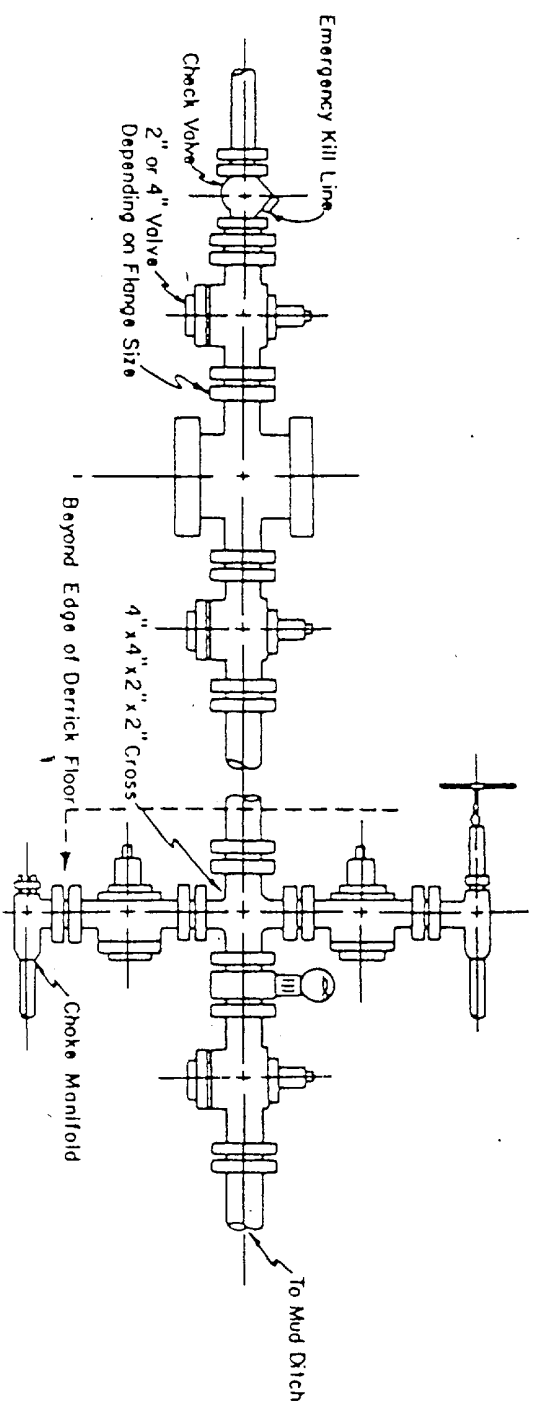 Emergency Kill Line
Check Valve
2" or 4" Valve
Depending on Flange Size
Beyond Edge of Derrick Floor
4"x4"x2"x2" Cross
Choke Manifold
To Mud Ditch